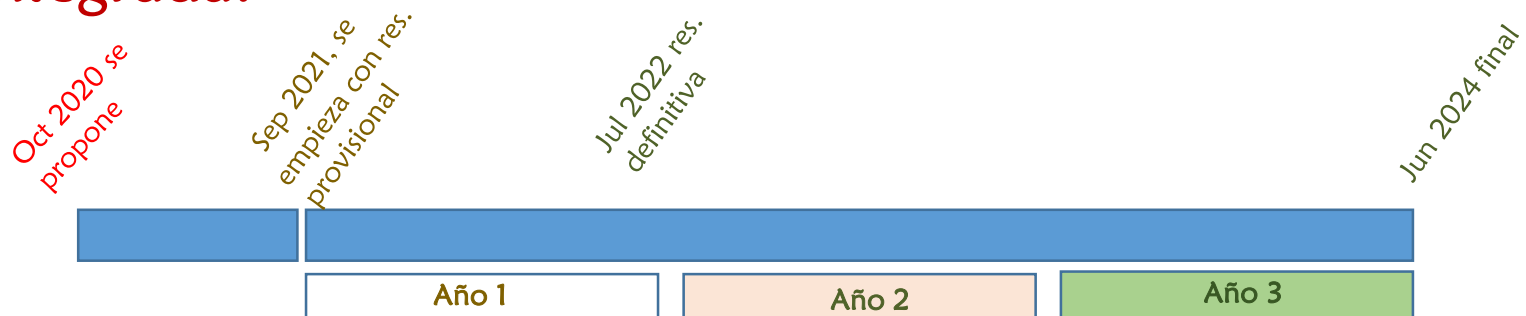 Oct 2020 se
propone
Sep 2021, se
empieza con res.
provisional
Jul 2022 res.
definitiva
Jun 2024 final
Año 1
Año 2
Año 3